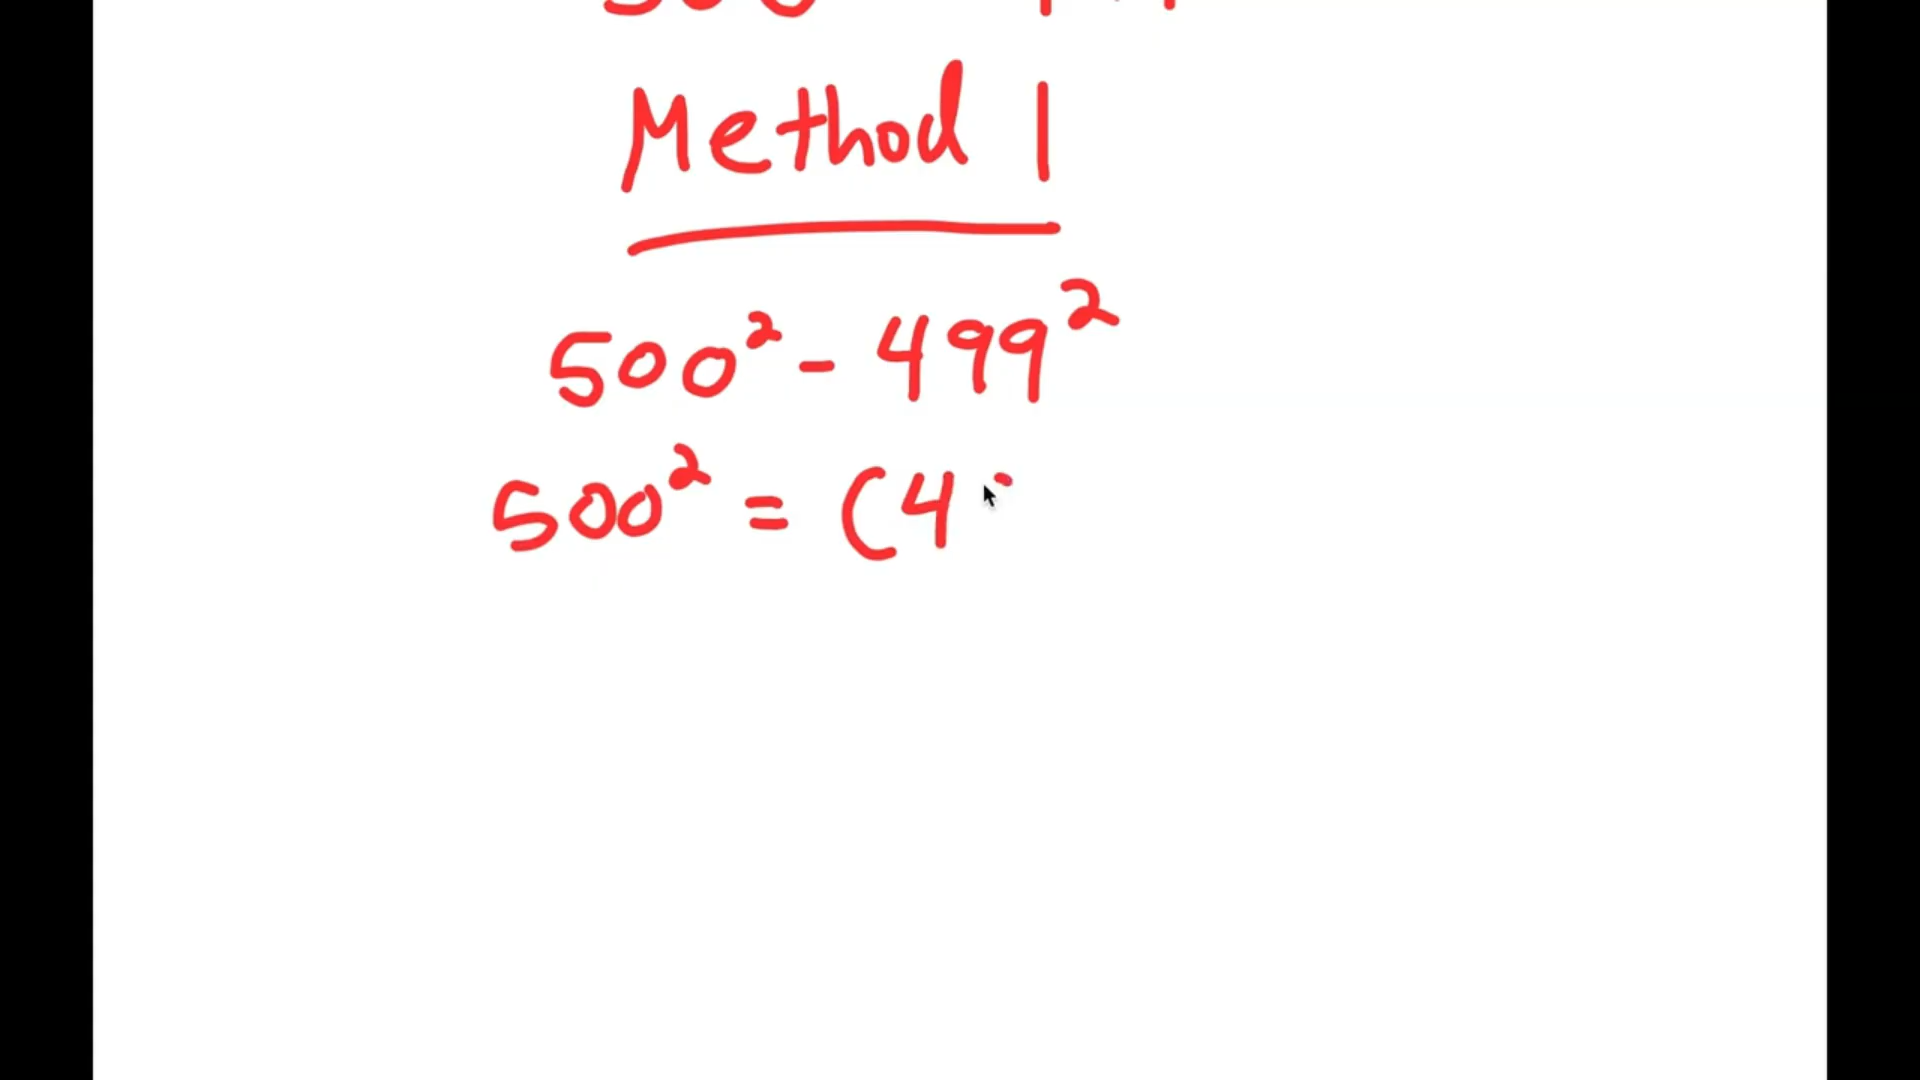 Method 1
500² - 499²
500² = (4